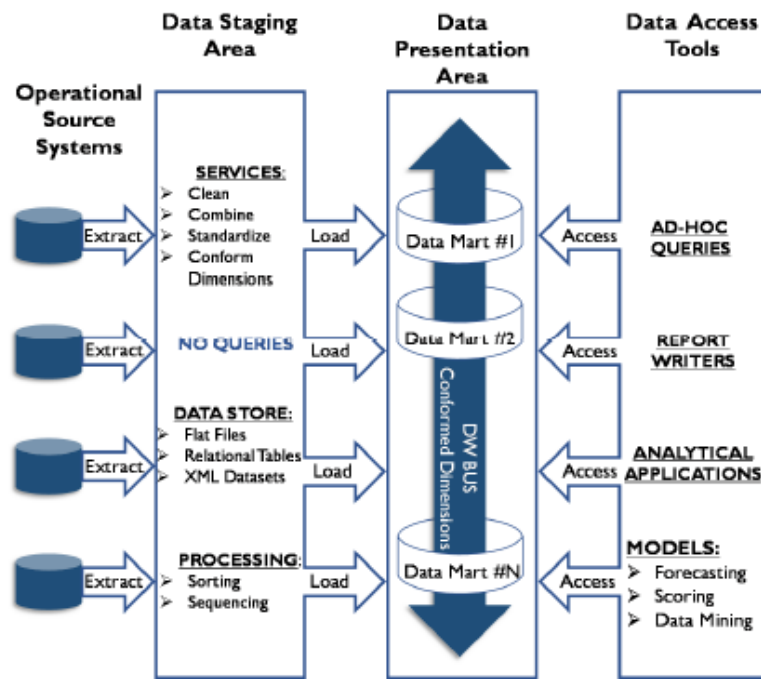 Data Staging
Area
Data
Presentation
Area
Data Access
Tools
Operational
Source
Systems
SERVICES:
➢ Clean
➢ Combine
➢ Standardize
➢ Conform
Dimensions
Extract
Load
Data Mart #1
Access
AD-HOC
QUERIES
Extract
NO QUERIES
Load
Data Mart #2
Access
REPORT
WRITERS
DATA STORE:
➢ Flat Files
➢ Relational Tables
➢ XML Datasets
Extract
Load
DW BUS
Conformed Dimensions
Access
ANALYTICAL
APPLICATIONS
PROCESSING:
➢ Sorting
➢ Sequencing
Extract
Load
Data Mart #N
Access
MODELS:
➢ Forecasting
➢ Scoring
➢ Data Mining